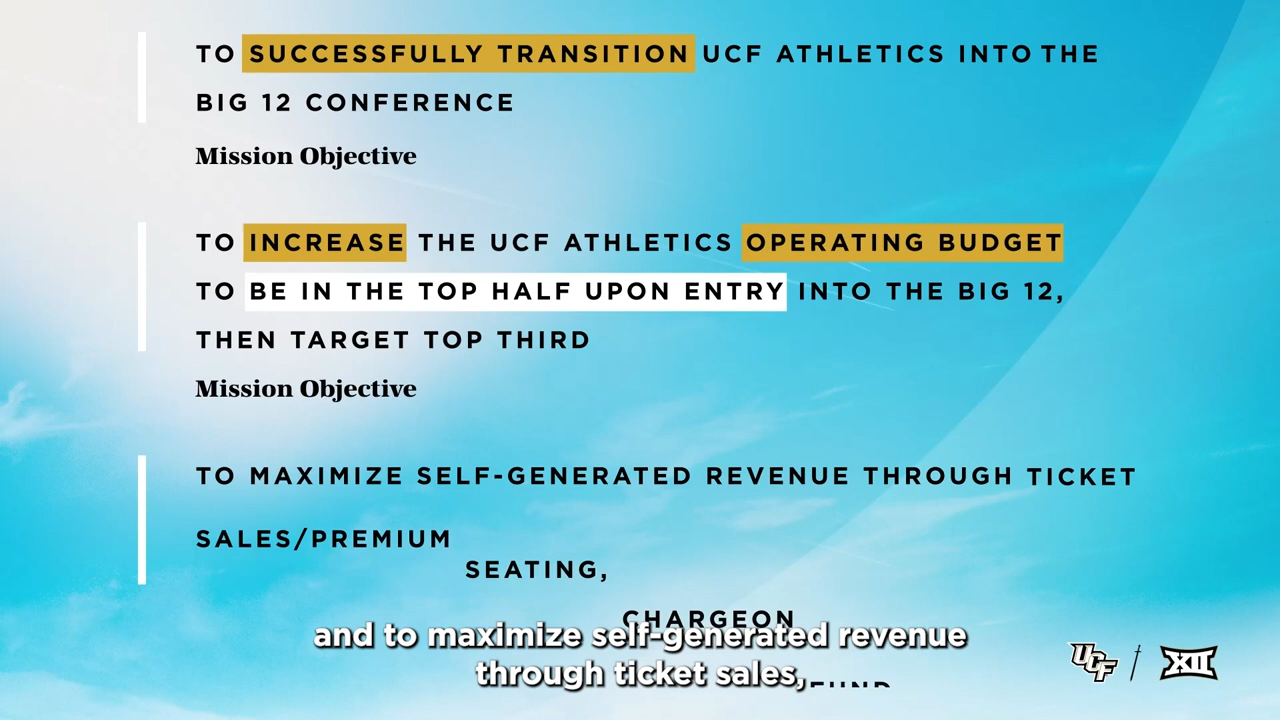 TO SUCCESSFULLY TRANSITION UCF ATHLETICS INTO THE
BIG 12 CONFERENCE
Mission Objective
TO INCREASE THE UCF ATHLETICS OPERATING BUDGET
TO BE IN THE TOP HALF UPON ENTRY INTO THE BIG 12,
THEN TARGET TOP THIRD
Mission Objective
TO MAXIMIZE SELF-GENERATED REVENUE THROUGH TICKET
SALES/PREMIUM
SEATING,
CHARGEON
and to maximize self-generated revenue
through ticket sales,
FUND
UCF / XII